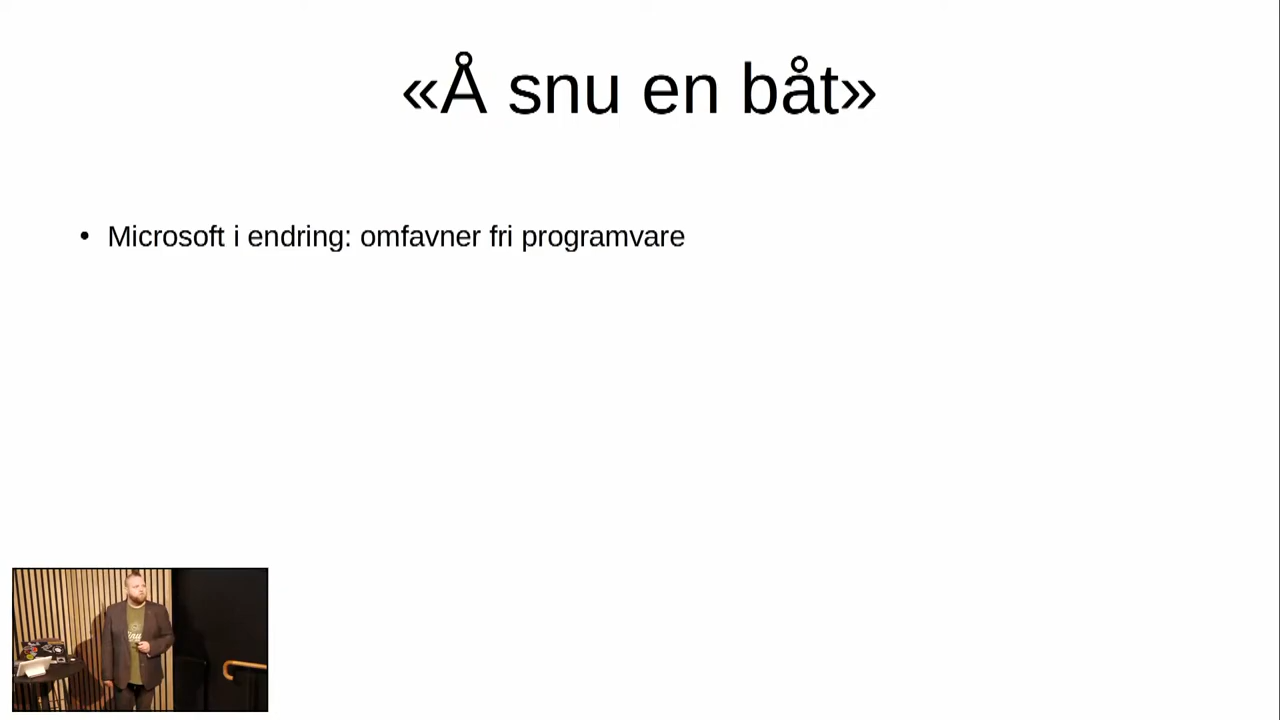 «Å snu en båt»
• Microsoft i endring: omfavner fri programvare